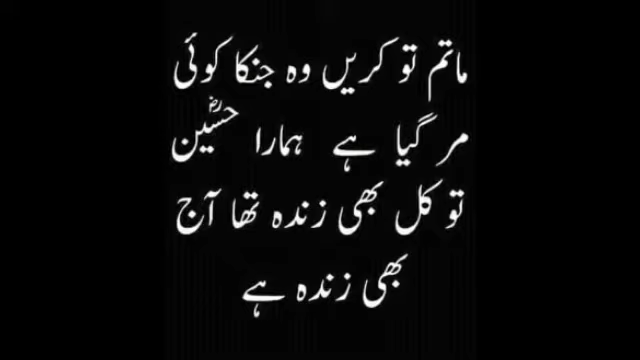 ماتم تو کریں وہ جنکا کوئی
مر گیا ہے ہمارا حسینؓ
تو کل بھی زندہ تھا آج
بھی زندہ ہے